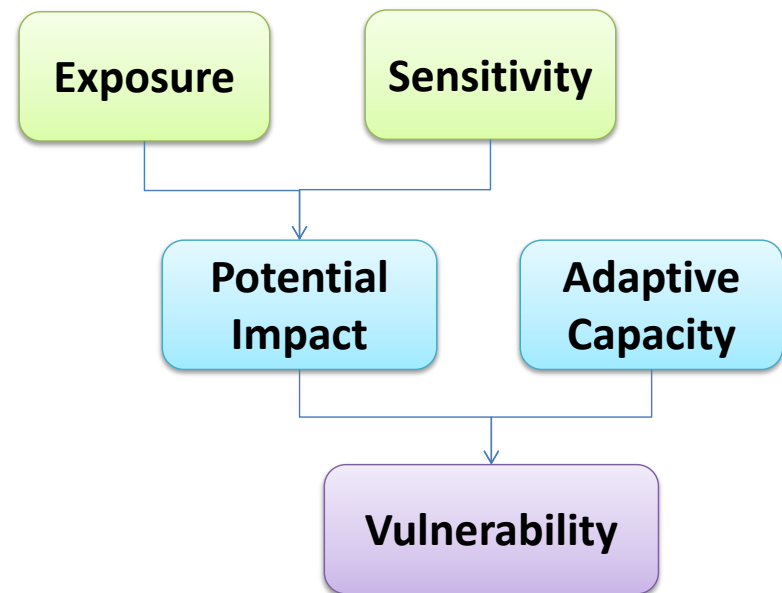 Exposure
Sensitivity
Potential
Impact
Adaptive
Capacity
Vulnerability